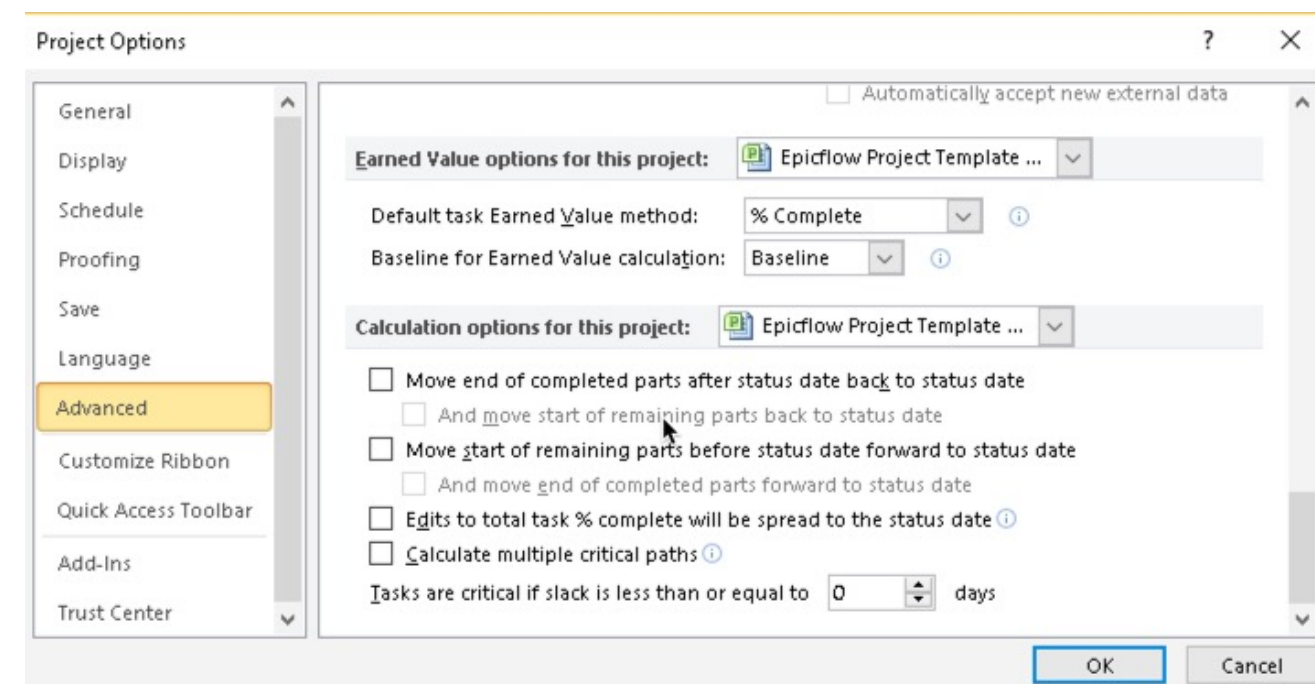 Project Options
?
General
Display
Schedule
Proofing
Save
Language
Advanced
Customize Ribbon
Quick Access Toolbar
Add-Ins
Trust Center
Automatically accept new external data
Earned Value options for this project: Epicflow Project Template ...
Default task Earned Value method: % Complete
Baseline for Earned Value calculation: Baseline
Calculation options for this project: Epicflow Project Template ...
Move end of completed parts after status date back to status date
And move start of remaining parts back to status date
Move start of remaining parts before status date forward to status date
And move end of completed parts forward to status date
Edits to total task % complete will be spread to the status date
Calculate multiple critical paths
Tasks are critical if slack is less than or equal to 0 days
OK Cancel